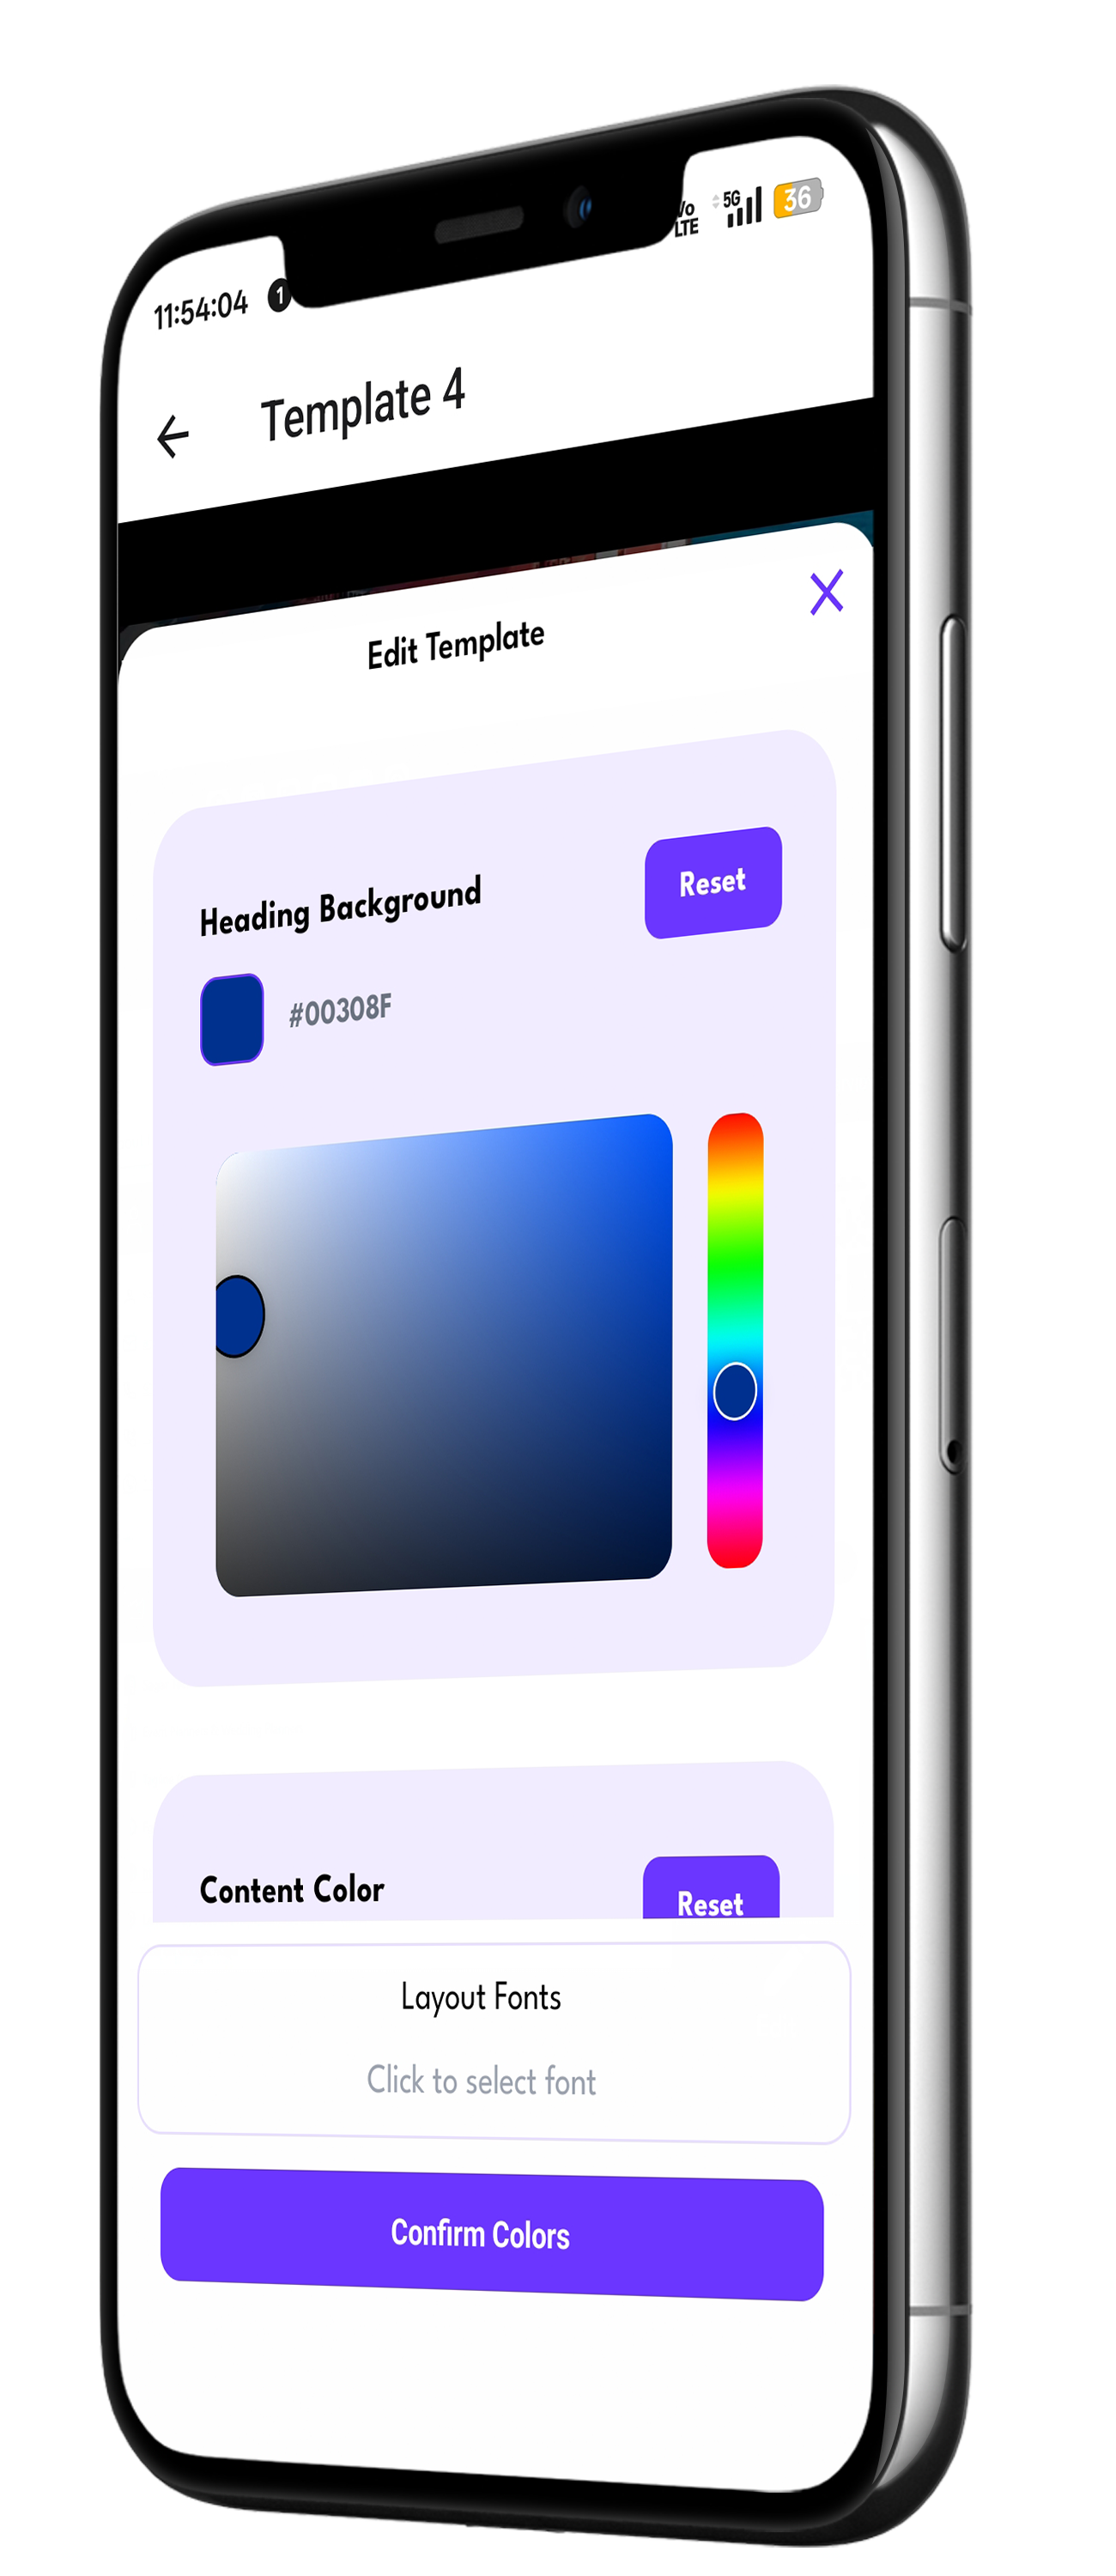 11:54:04 1
Vo
LTE
5G
36
Template 4
Edit Template
Heading Background
Reset
#00308F
Content Color
Reset
Layout Fonts
Click to select font
Confirm Colors